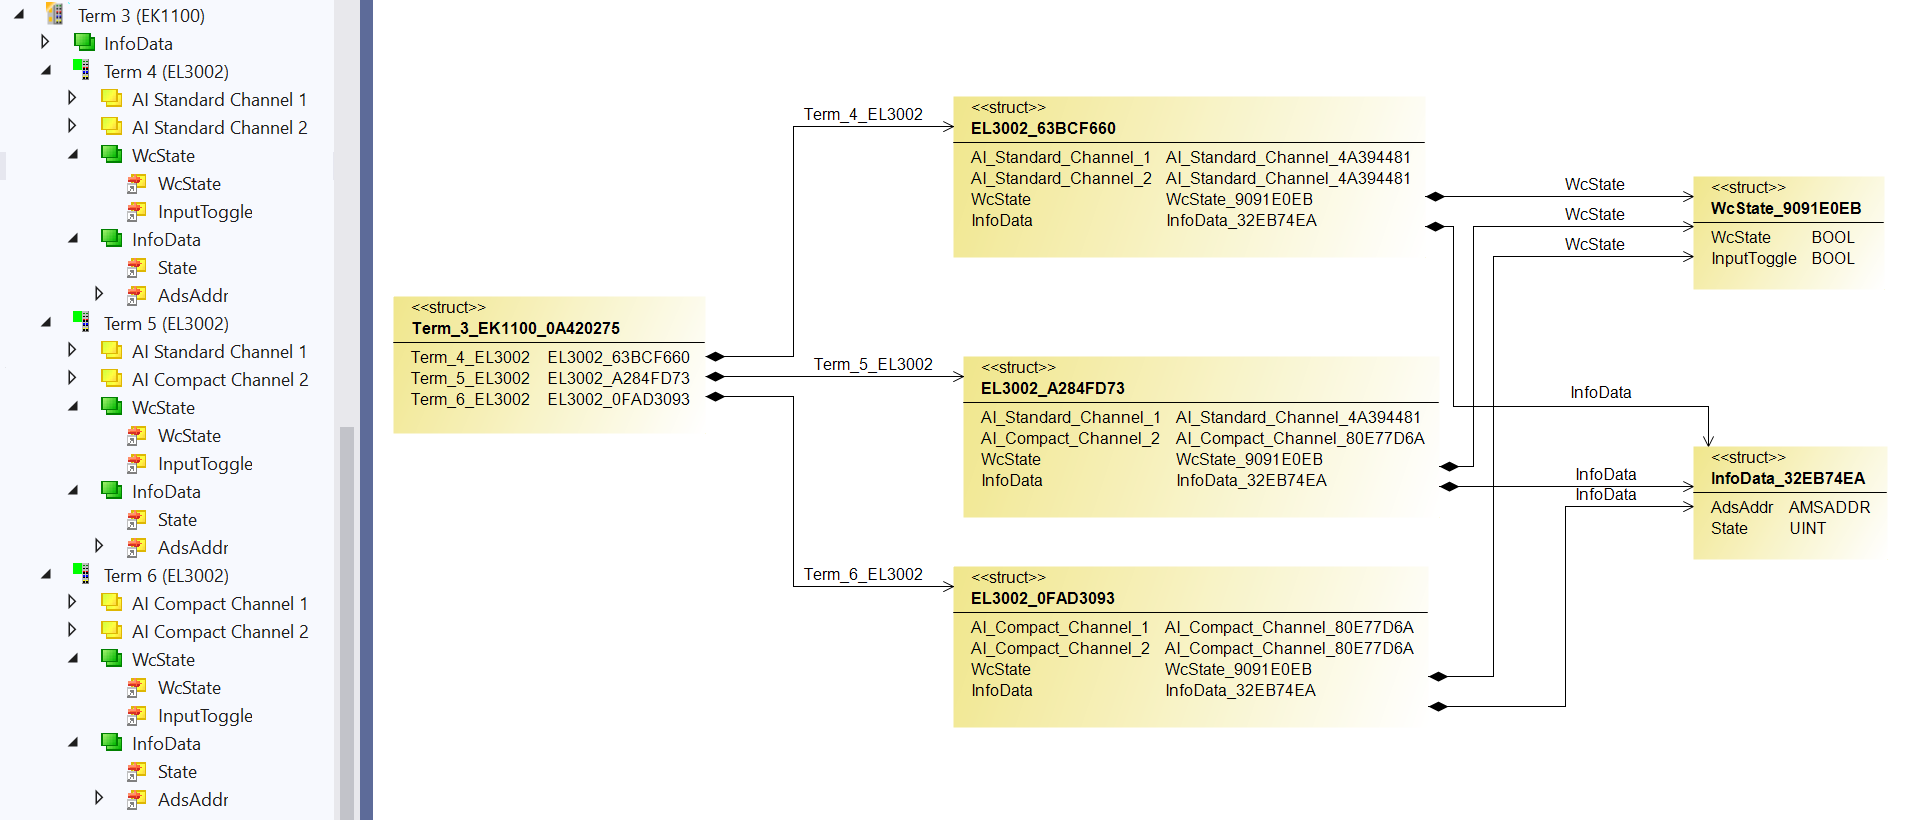 Term 3 (EK1100)
InfoData
Term 4 (EL3002)
AI Standard Channel 1
AI Standard Channel 2
WcState
WcState
InputToggle
InfoData
State
AdsAddr
Term 5 (EL3002)
AI Standard Channel 1
AI Compact Channel 2
WcState
WcState
InputToggle
InfoData
State
AdsAddr
Term 6 (EL3002)
AI Compact Channel 1
AI Compact Channel 2
WcState
WcState
InputToggle
InfoData
State
AdsAddr
<<struct>>
Term_3_EK1100_0A420275
Term_4_EL3002 EL3002_63BCF660
Term_5_EL3002 EL3002_A284FD73
Term_6_EL3002 EL3002_0FAD3093
Term_4_EL3002
<<struct>>
EL3002_63BCF660
AI_Standard_Channel_1 AI_Standard_Channel_4A394481
AI_Standard_Channel_2 AI_Standard_Channel_4A394481
WcState WcState_9091E0EB
InfoData InfoData_32EB74EA
Term_5_EL3002
<<struct>>
EL3002_A284FD73
AI_Standard_Channel_1 AI_Standard_Channel_4A394481
AI_Compact_Channel_2 AI_Compact_Channel_80E77D6A
WcState WcState_9091E0EB
InfoData InfoData_32EB74EA
Term_6_EL3002
<<struct>>
EL3002_0FAD3093
AI_Compact_Channel_1 AI_Compact_Channel_80E77D6A
AI_Compact_Channel_2 AI_Compact_Channel_80E77D6A
WcState WcState_9091E0EB
InfoData InfoData_32EB74EA
WcState
WcState
WcState
<<struct>>
WcState_9091E0EB
WcState BOOL
InputToggle BOOL
InfoData
InfoData
InfoData
<<struct>>
InfoData_32EB74EA
AdsAddr AMSADDR
State UINT